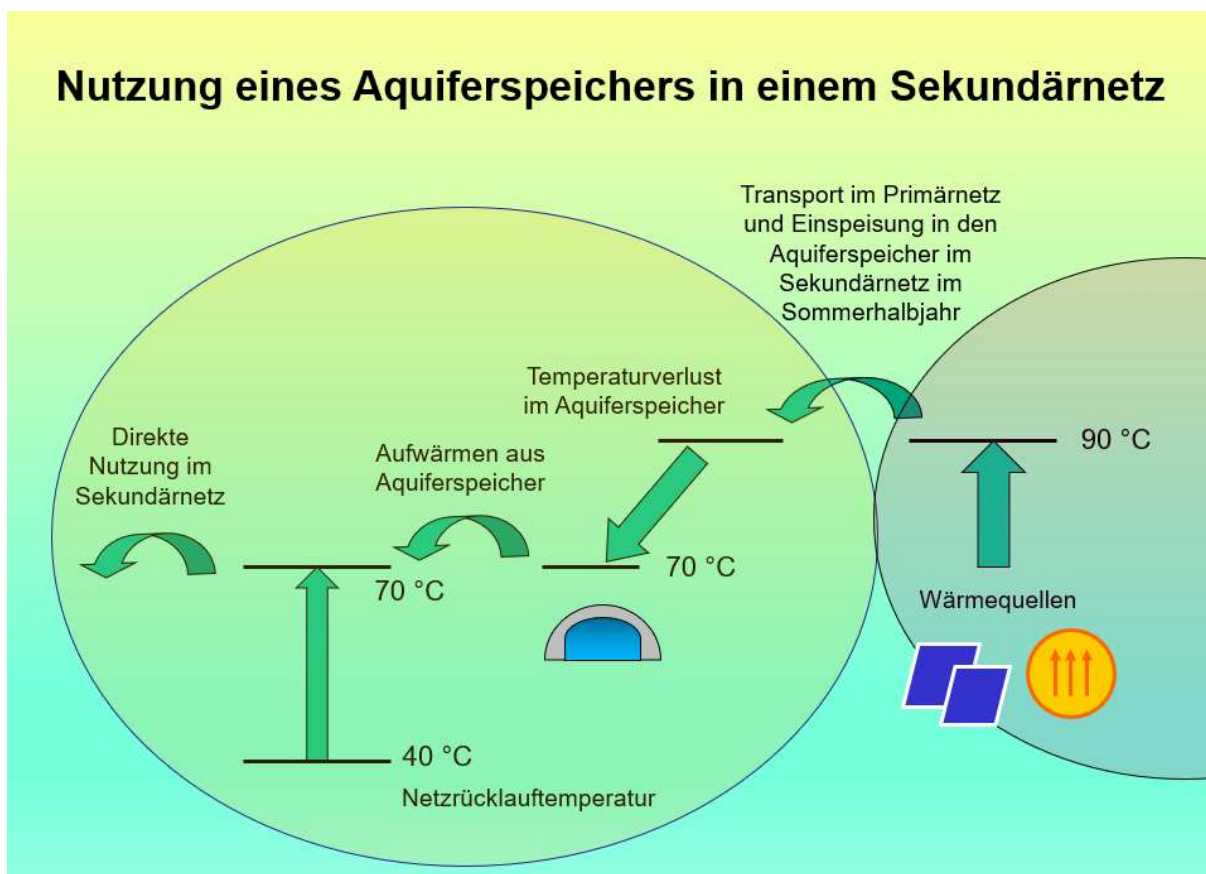 Nutzung eines Aquiferspeichers in einem Sekundärnetz
Transport im Primärnetz
und Einspeisung in den
Aquiferspeicher im
Sekundärnetz im
Sommerhalbjahr
Temperaturverlust
im Aquiferspeicher
Direkte
Nutzung im
Sekundärnetz
Aufwärmen aus
Aquiferspeicher
90 °C
70 °C
70 °C
Wärmequellen
40 °C
Netzrücklauftemperatur